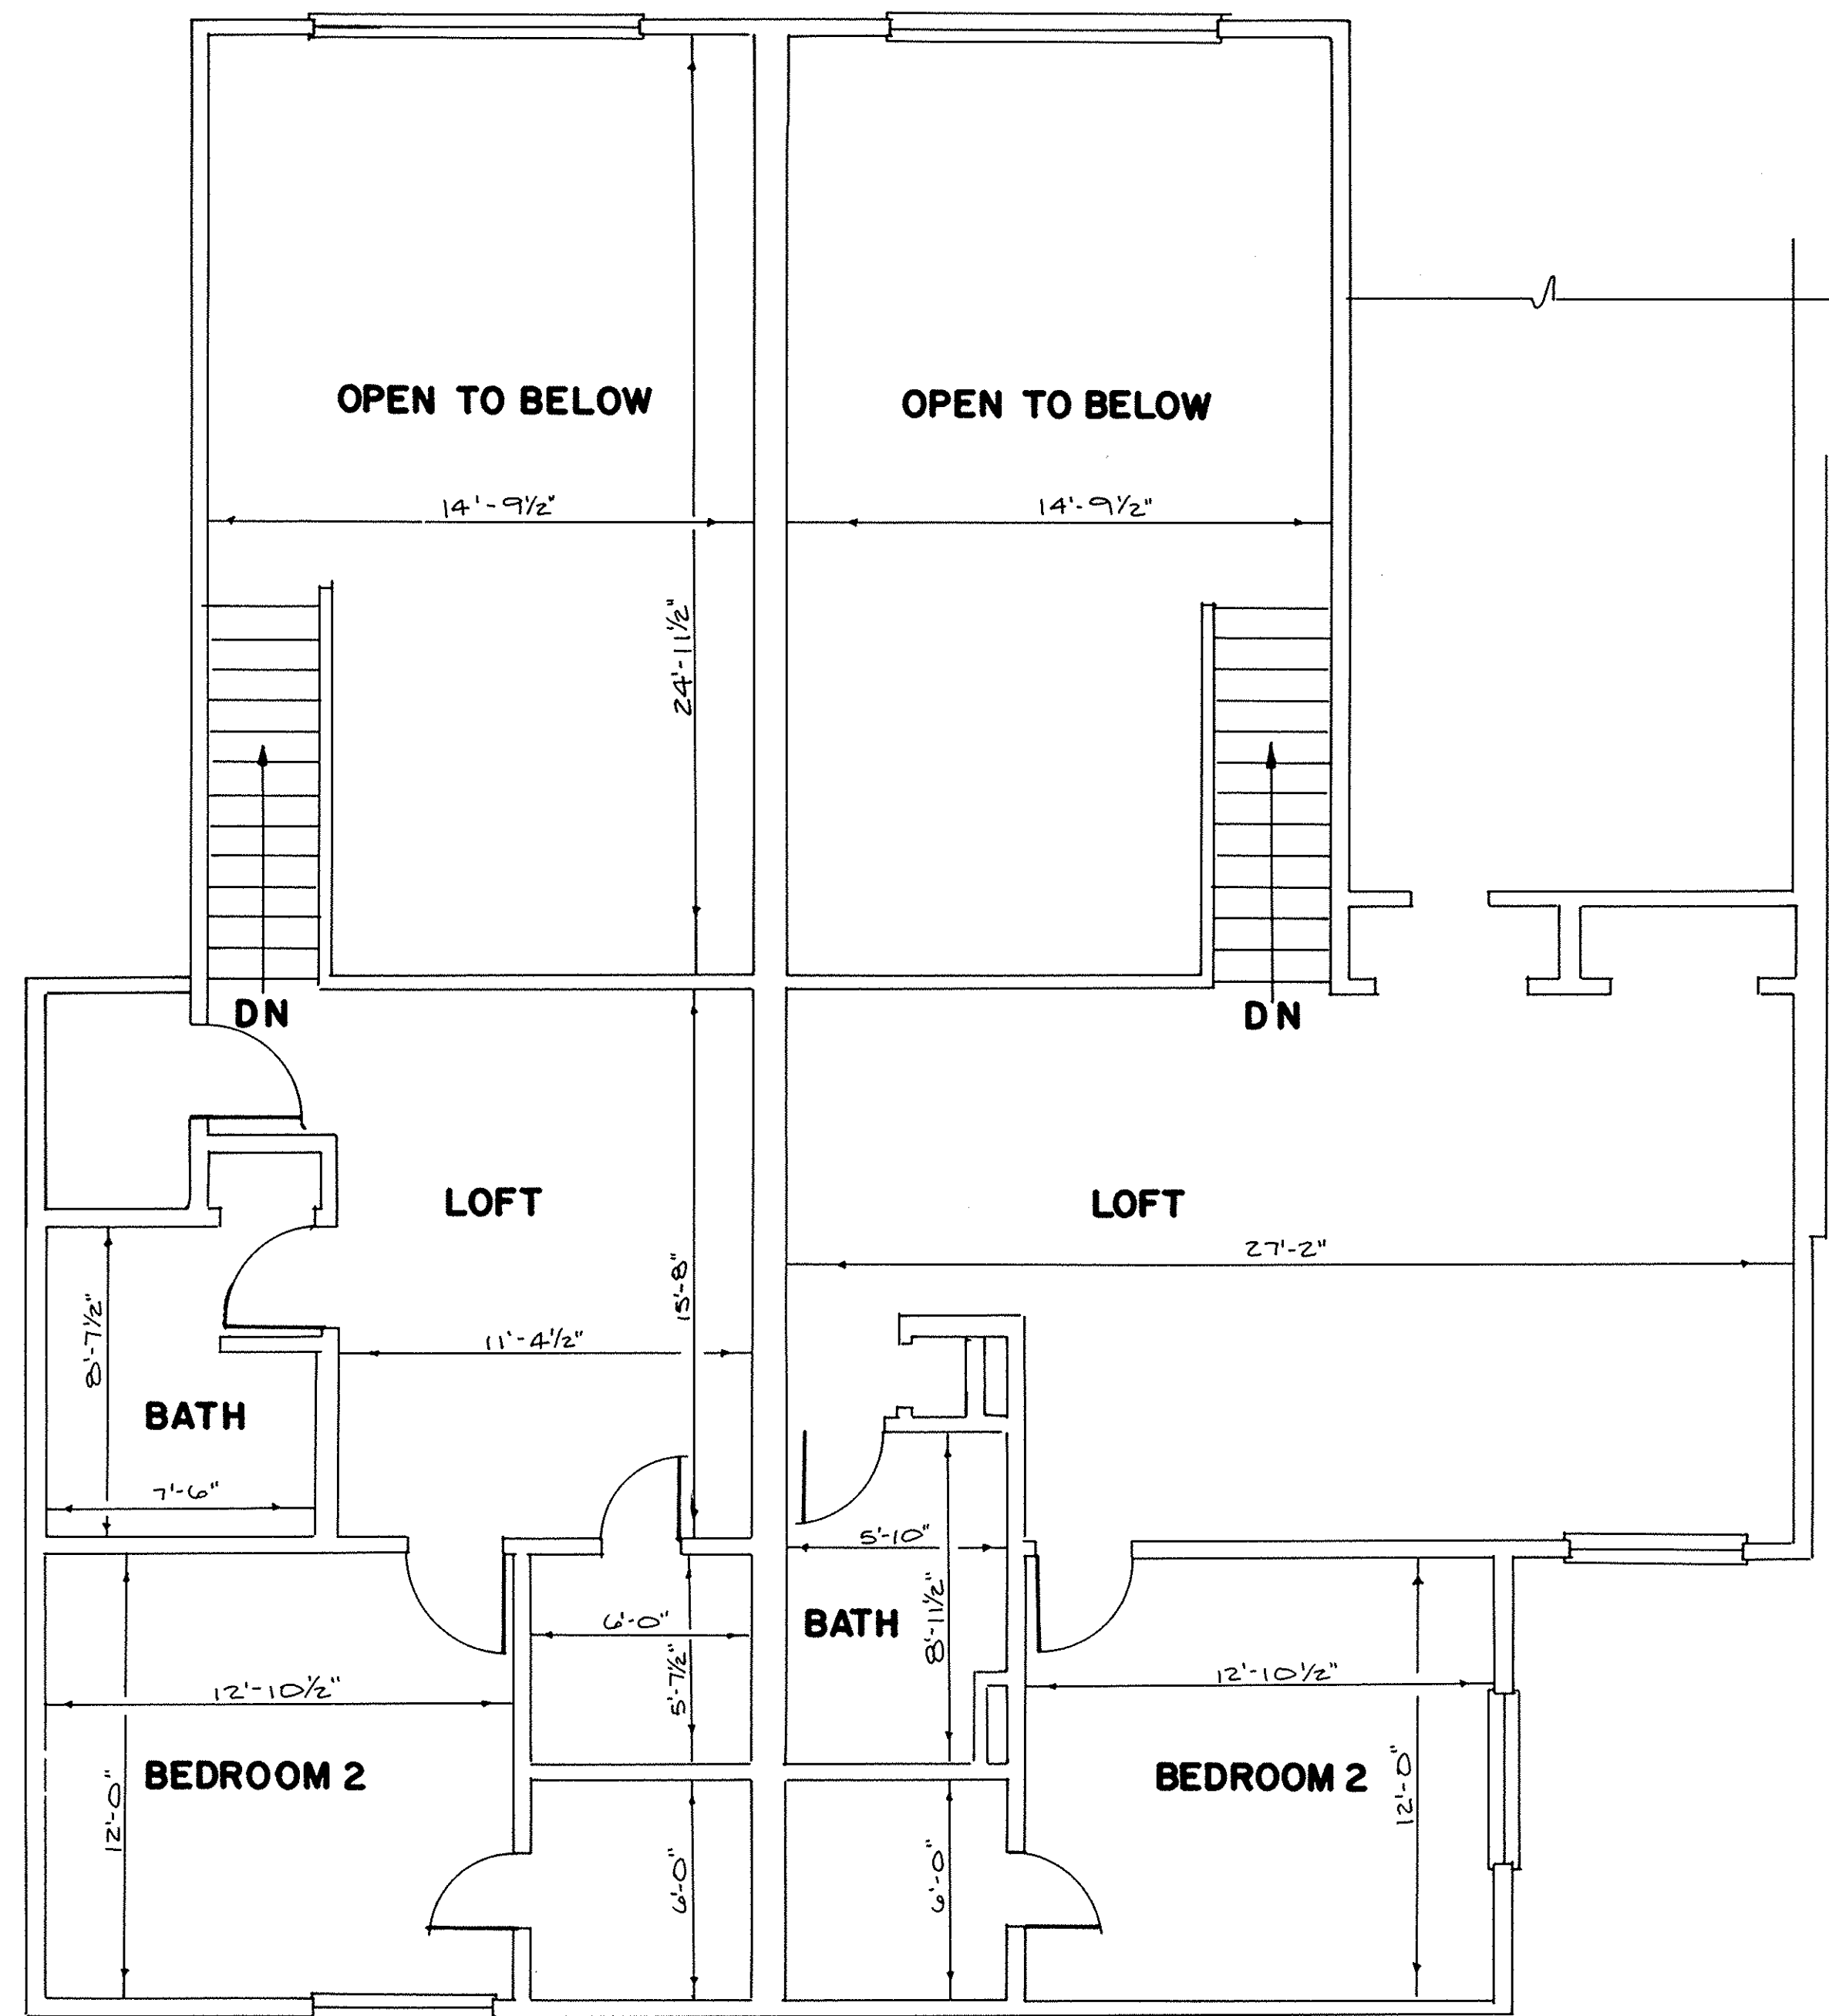 OPEN TO BELOW
OPEN TO BELOW
14'-9½"
14'-9½"
24'-11½"
DN
DN
LOFT
LOFT
27'-2"
15'-8"
8'-7½"
11'-4½"
BATH
7'-6"
5'-10"
BATH
8'-11½"
6'-0"
5'-7½"
12'-10½"
12'-10½"
BEDROOM 2
BEDROOM 2
12'-0"
12'-0"
6'-0"
6'-0"